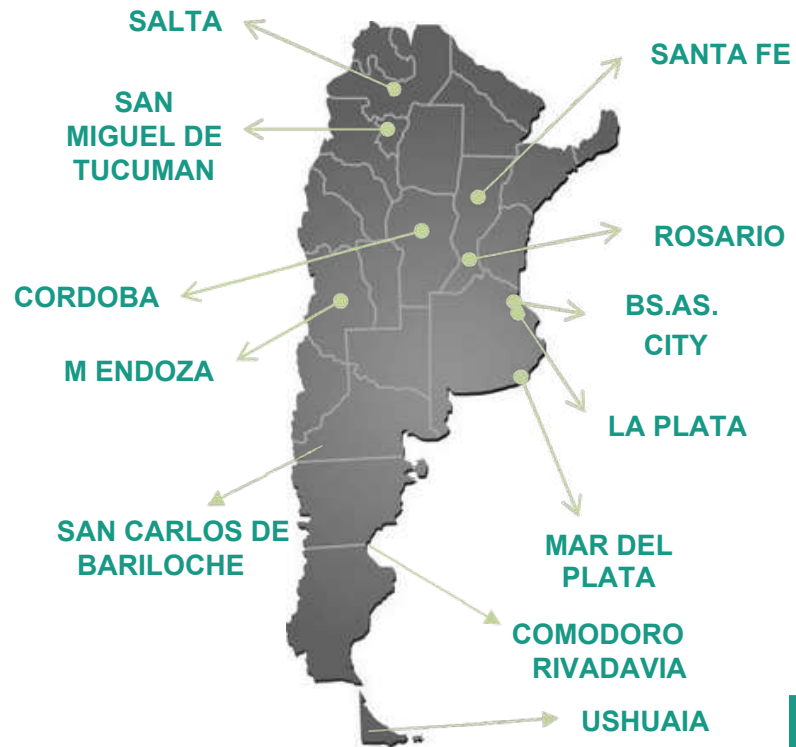 SALTA
SANTA FE
SAN
MIGUEL DE
TUCUMAN
ROSARIO
CORDOBA
BS.AS.
CITY
M ENDOZA
LA PLATA
SAN CARLOS DE
BARILOCHE
MAR DEL
PLATA
COMODORO
RIVADAVIA
USHUAIA